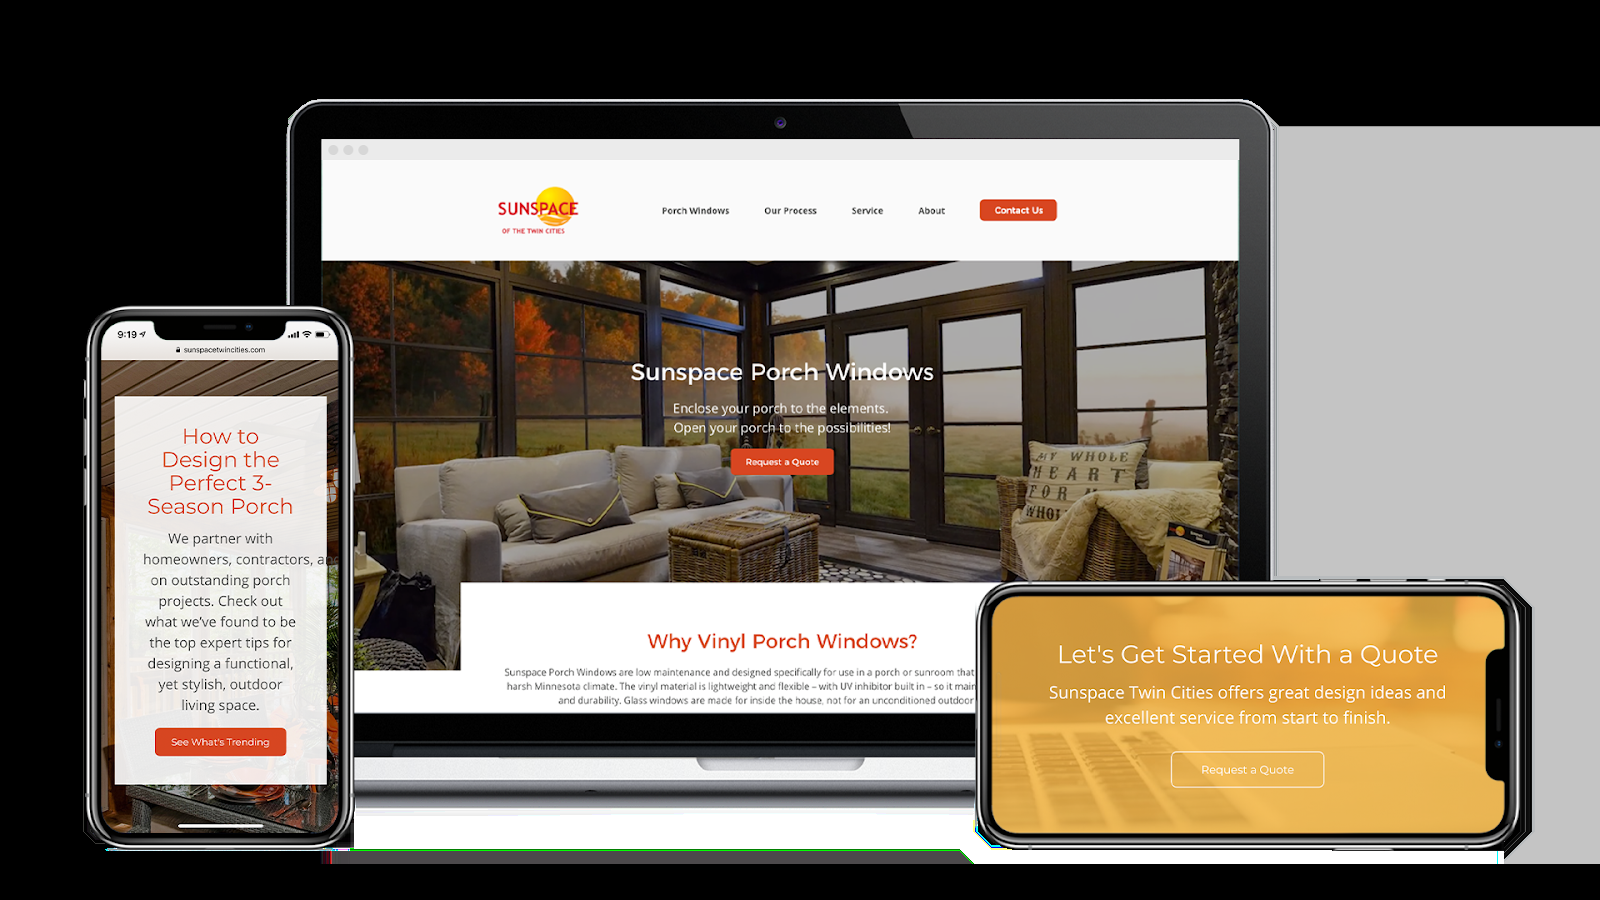 SUNSPACE
OF THE TWIN CITIES
Porch Windows
Our Process
Service
About
Contact Us
Sunspace Porch Windows
Enclose your porch to the elements.
Open your porch to the possibilities!
Request a Quote
MY WHOLE
HEART
FOR
WHOL
Why Vinyl Porch Windows?
Sunspace Porch Windows are low maintenance and designed specifically for use in a porch or sunroom that
harsh Minnesota climate. The vinyl material is lightweight and flexible – with UV inhibitor built in – so it main
and durability. Glass windows are made for inside the house, not for an unconditioned outdoor
9:19
sunspacetwincities.com
How to
Design the
Perfect 3-
Season Porch
We partner with
homeowners, contractors, and
on outstanding porch
projects. Check out
what we've found to be
the top expert tips for
designing a functional,
yet stylish, outdoor
living space.
See What's Trending
Let's Get Started With a Quote
Sunspace Twin Cities offers great design ideas and
excellent service from start to finish.
Request a Quote